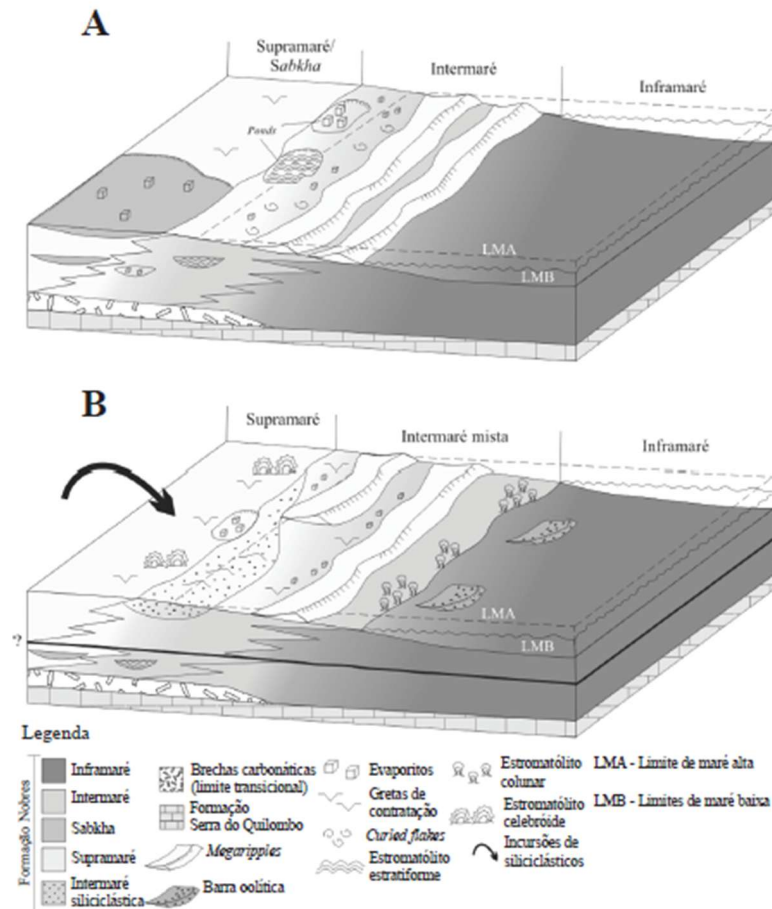 A
Supramaré/
Sabkha
Intermaré
Inframaré
Ponds
LMA
LMB
B
Supramaré
Intermaré mista
Inframaré
LMA
LMB
?
Legenda
Formação Nobres
Inframaré
Intermaré
Sabkha
Supramaré
Intermaré
siliciclástica
Brechas carbonáticas
(limite transicional)
Formação
Serra do Quilombo
Megaripples
Barra oolítica
Evaporitos
Gretas de
contratação
Curled flakes
Estromatólito
estratiforme
Estromatólito
colunar
Estromatólito
celebróide
Incursões de
siliciclásticos
LMA - Limite de maré alta
LMB - Limites de maré baixa